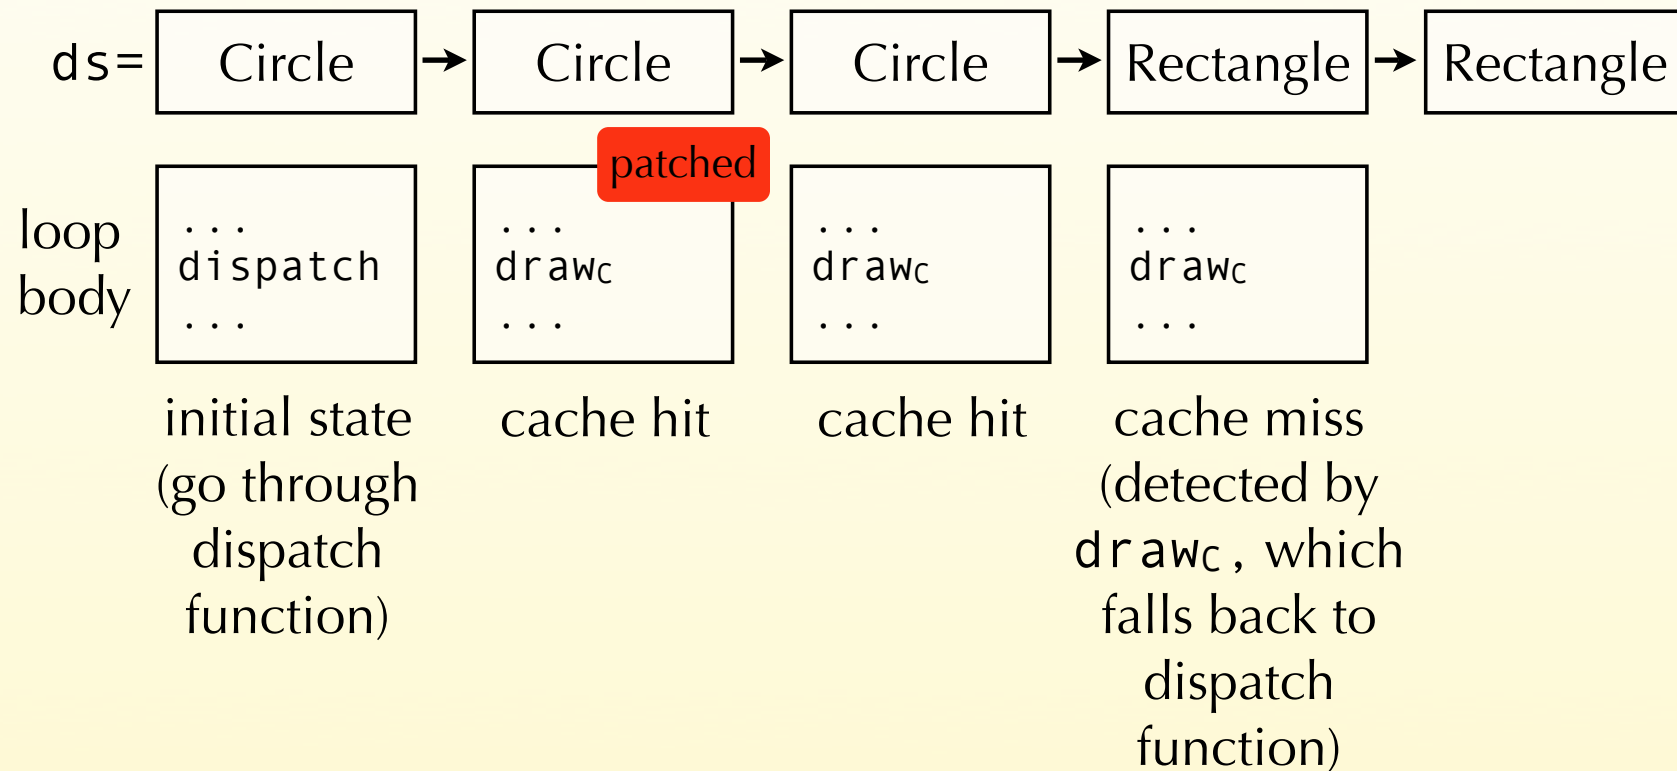 ds= Circle → Circle → Circle → Rectangle → Rectangle
patched
loop
body
...
dispatch
...
...
drawC
...
...
drawC
...
...
drawC
...
initial state
(go through
dispatch
function)
cache hit
cache hit
cache miss
(detected by
drawC, which
falls back to
dispatch
function)